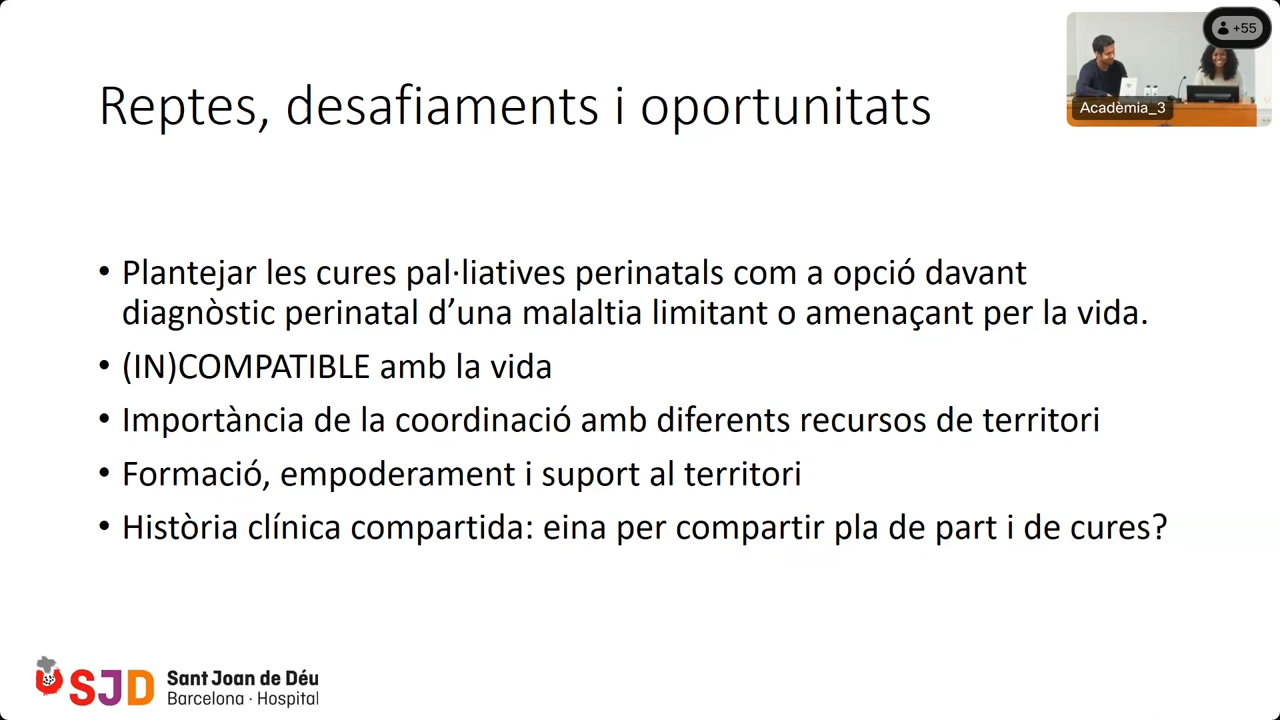 +55
Acadèmia_3
Reptes, desafiaments i oportunitats
• Plantejar les cures pal·liatives perinatals com a opció davant
diagnòstic perinatal d’una malaltia limitant o amenaçant per la vida.
• (IN)COMPATIBLE amb la vida
• Importància de la coordinació amb diferents recursos de territori
• Formació, empoderament i suport al territori
• Història clínica compartida: eina per compartir pla de part i de cures?
SJD
Sant Joan de Déu
Barcelona · Hospital